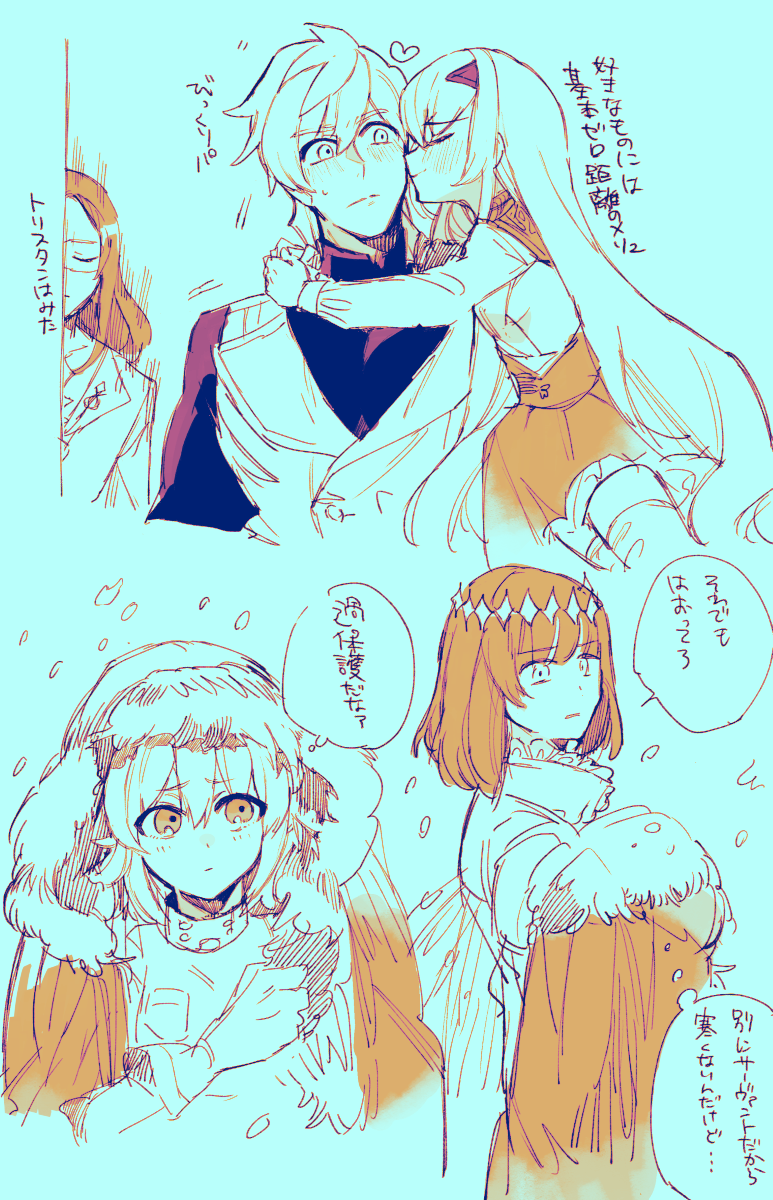 好きなものには
基本ゼロ距離のメリュ
びっくりパ
トリスタンはみた
それでも
はおってろ
過保護だなァ
別にサーヴァントだから
寒くないんだけど…